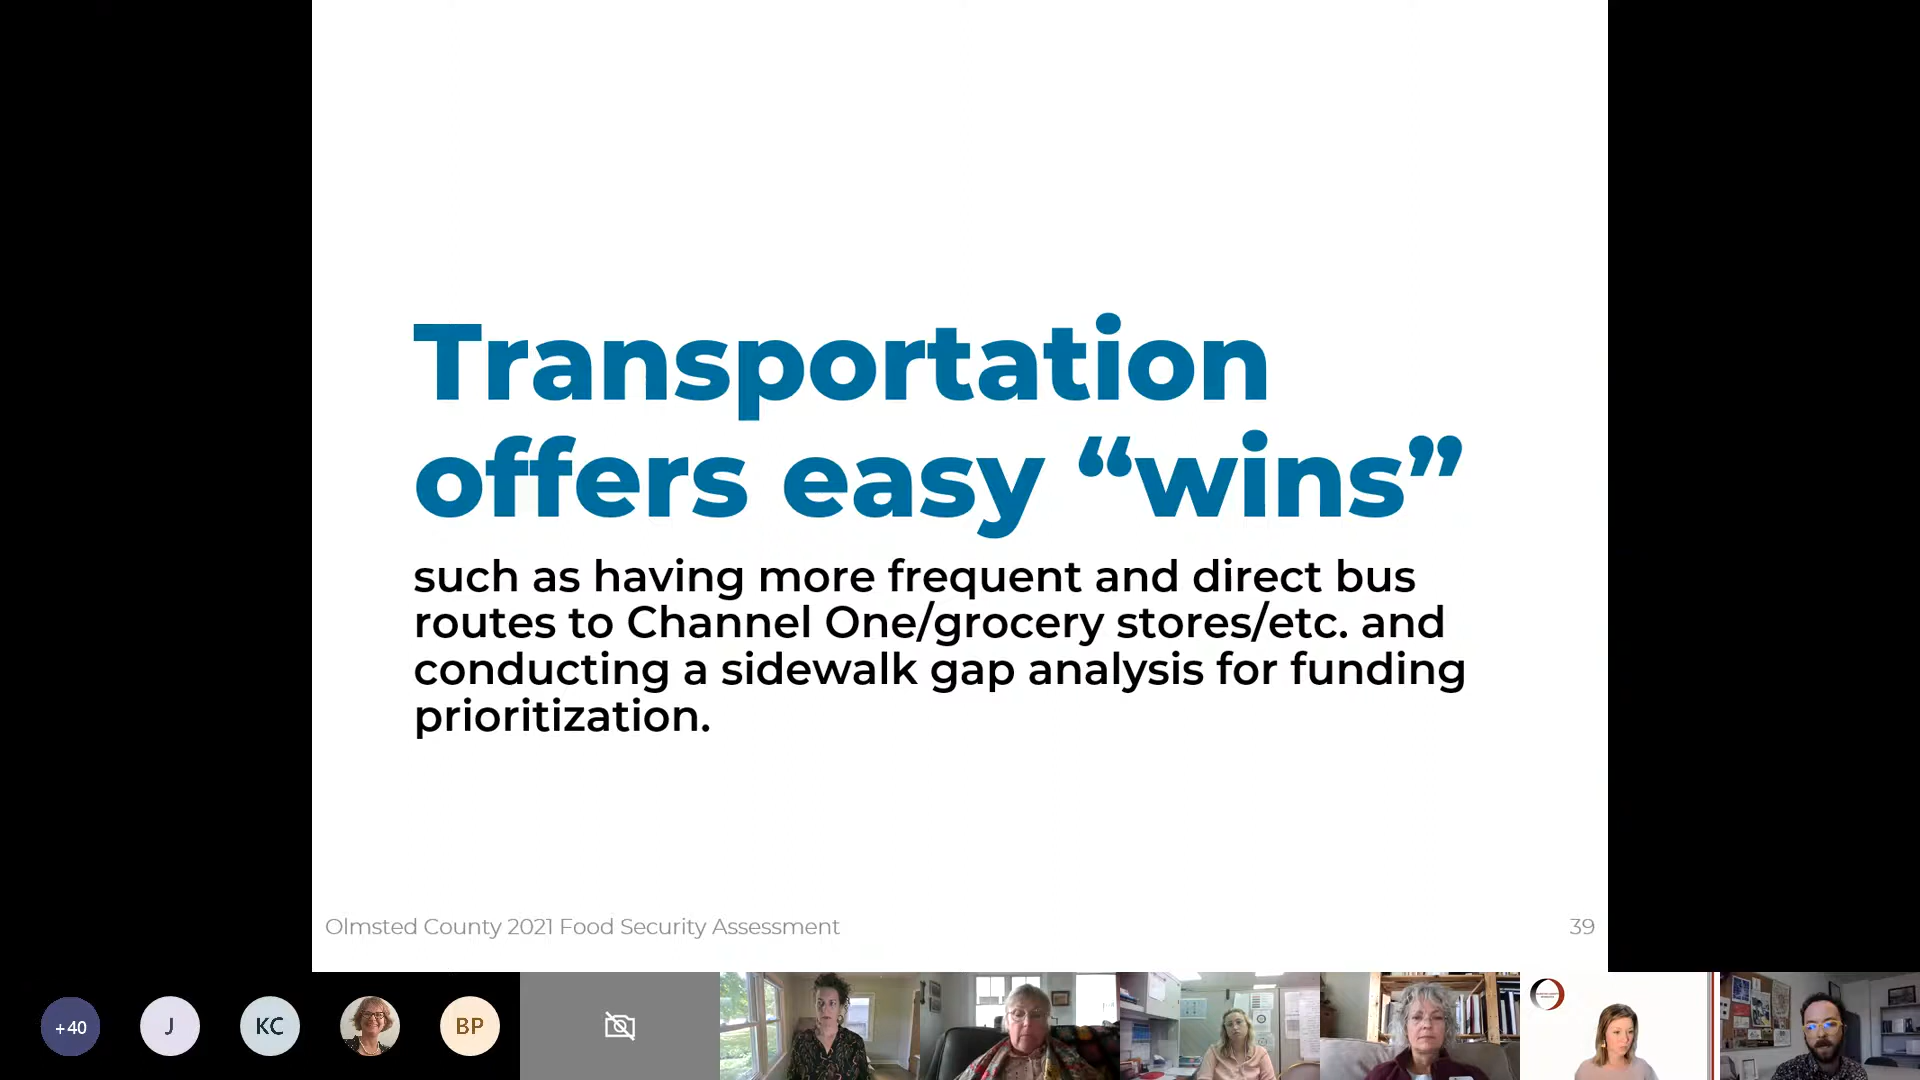 Transportation
offers easy “wins”
such as having more frequent and direct bus
routes to Channel One/grocery stores/etc. and
conducting a sidewalk gap analysis for funding
prioritization.
Olmsted County 2021 Food Security Assessment
39
+40
J
KC
BP